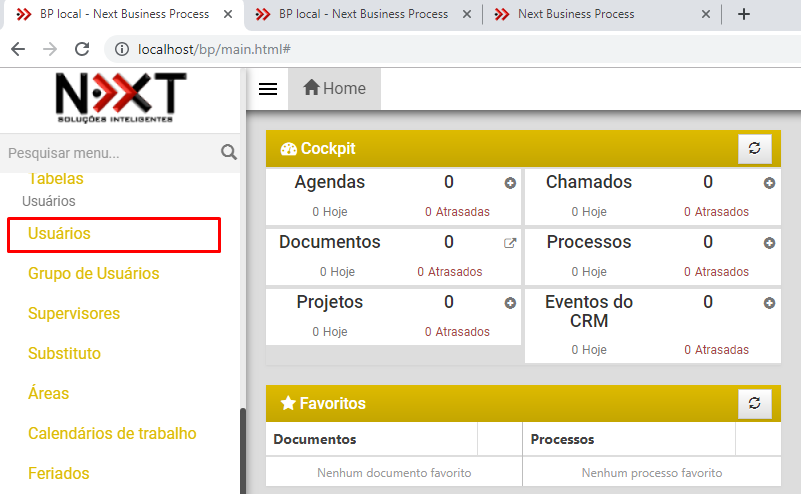 BP local - Next Business Process
BP local - Next Business Process
Next Business Process
localhost/bp/main.html#
NEXT
SOLUÇÕES INTELIGENTES
Pesquisar menu...
Tabelas
Usuários
Usuários
Grupo de Usuários
Supervisores
Substituto
Áreas
Calendários de trabalho
Feriados
Home
Cockpit
Agendas 0
0 Hoje 0 Atrasadas
Chamados 0
0 Hoje 0 Atrasadas
Documentos 0
0 Hoje 0 Atrasados
Processos 0
0 Hoje 0 Atrasados
Projetos 0
0 Hoje 0 Atrasados
Eventos do 0
CRM
0 Hoje 0 Atrasadas
Favoritos
Documentos
Nenhum documento favorito
Processos
Nenhum processo favorito